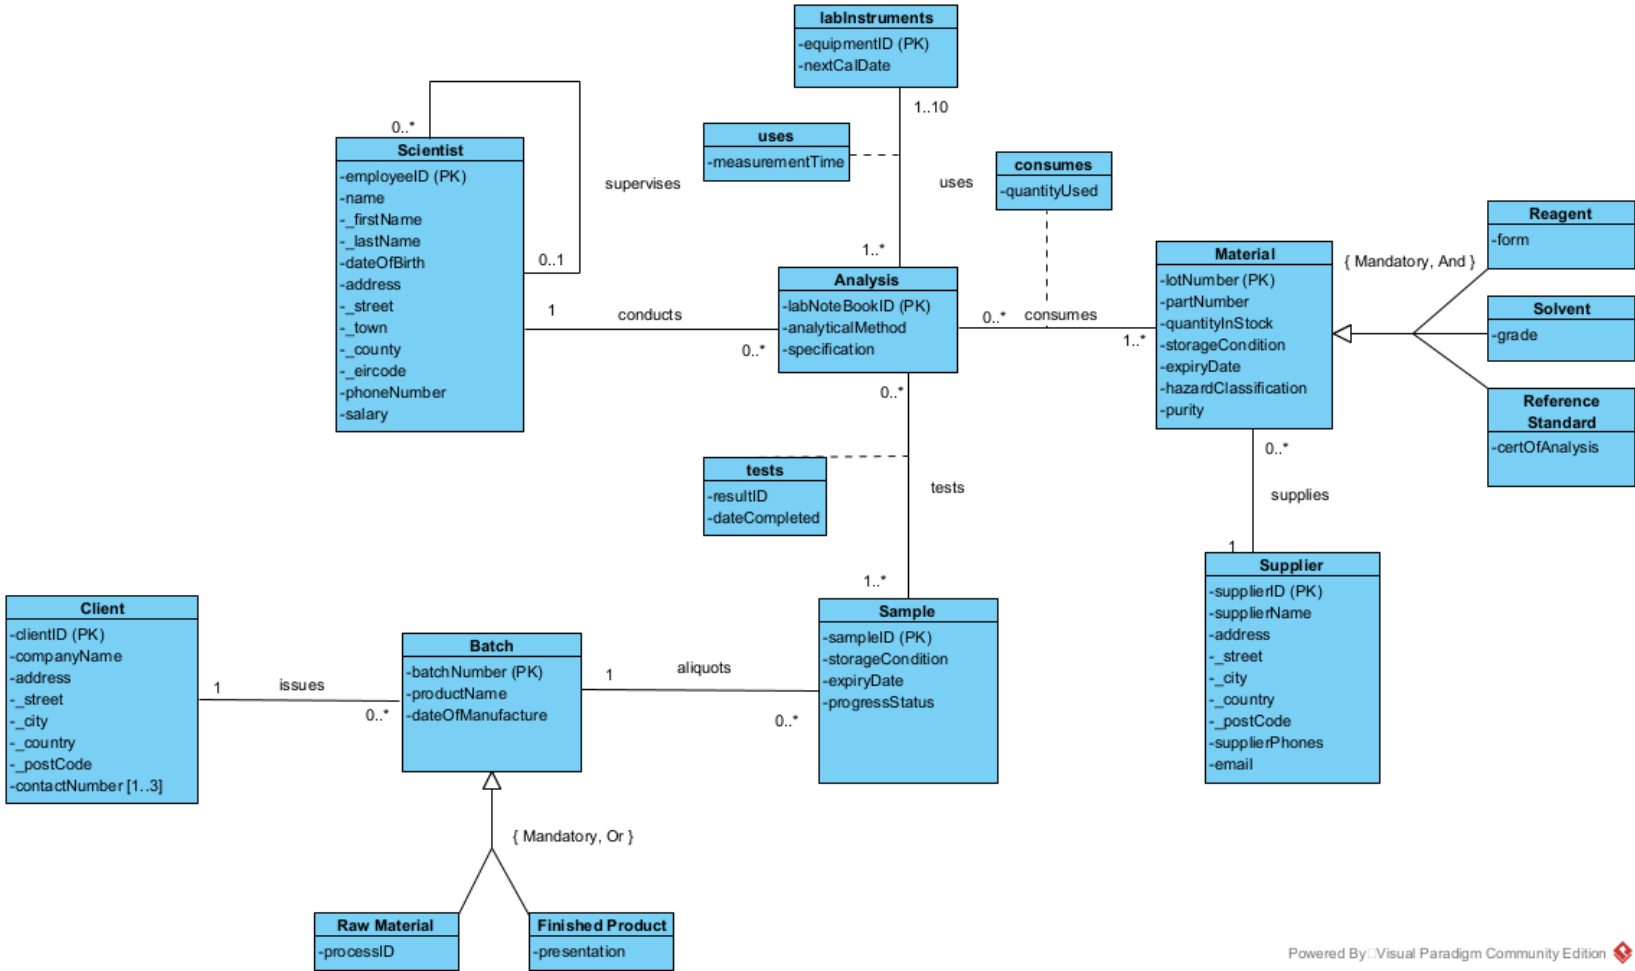 labInstruments
-equipmentID (PK)
-nextCalDate
1..10
uses
-measurementTime
uses
1..*
0..*
Scientist
-employeeID (PK)
-name
-_firstName
-_lastName
-dateOfBirth
-address
-_street
-_town
-_county
-_eircode
-phoneNumber
-salary
supervises
0..1
1
conducts
0..*
Analysis
-labNoteBookID (PK)
-analyticalMethod
-specification
consumes
-quantityUsed
0..*
consumes
1..*
Material
-lotNumber (PK)
-partNumber
-quantityInStock
-storageCondition
-expiryDate
-hazardClassification
-purity
{ Mandatory, And }
Reagent
-form
Solvent
-grade
Reference
Standard
-certOfAnalysis
0..*
supplies
1
Supplier
-supplierID (PK)
-supplierName
-address
-_street
-_city
-_country
-_postCode
-supplierPhones
-email
0..*
tests
-resultID
-dateCompleted
tests
1..*
Sample
-sampleID (PK)
-storageCondition
-expiryDate
-progressStatus
Client
-clientID (PK)
-companyName
-address
-_street
-_city
-_country
-_postCode
-contactNumber [1..3]
1
issues
0..*
Batch
-batchNumber (PK)
-productName
-dateOfManufacture
1
aliquots
0..*
{ Mandatory, Or }
Raw Material
-processID
Finished Product
-presentation
Powered By Visual Paradigm Community Edition